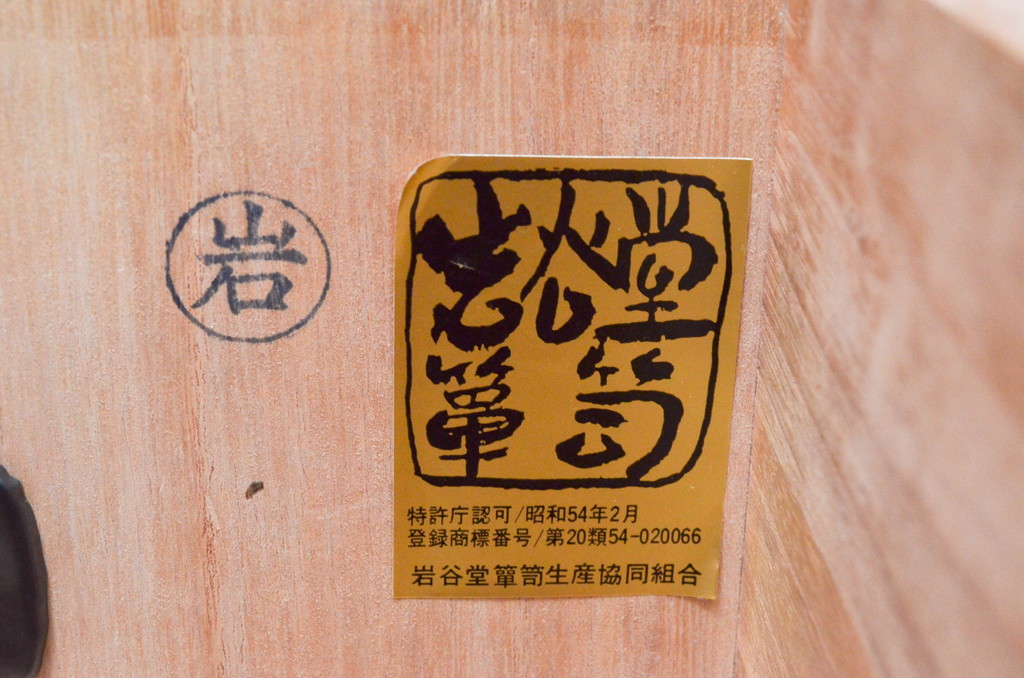 岩
岩谷堂
簞笥
特許庁認可/昭和54年2月
登録商標番号/第20類54-020066
岩谷堂簞笥生産協同組合